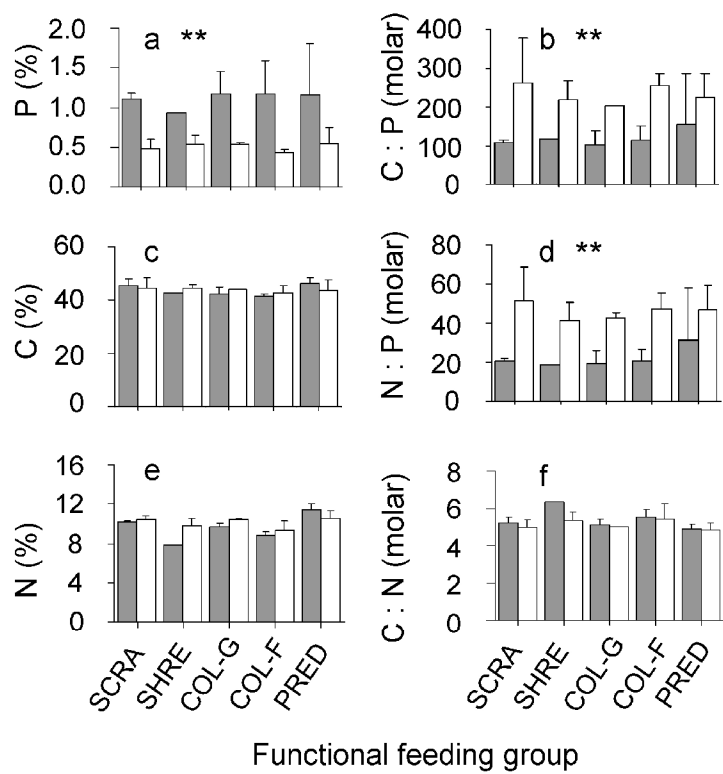 a **
P (%)
2.0
1.5
1.0
0.5
0.0
b **
C : P (molar)
400
300
200
100
0
c
C (%)
60
40
20
0
d **
N : P (molar)
80
60
40
20
0
e
N (%)
16
12
8
4
0
f
C : N (molar)
8
6
4
2
0
SCRA
SHRE
COL-G
COL-F
PRED
SCRA
SHRE
COL-G
COL-F
PRED
Functional feeding group